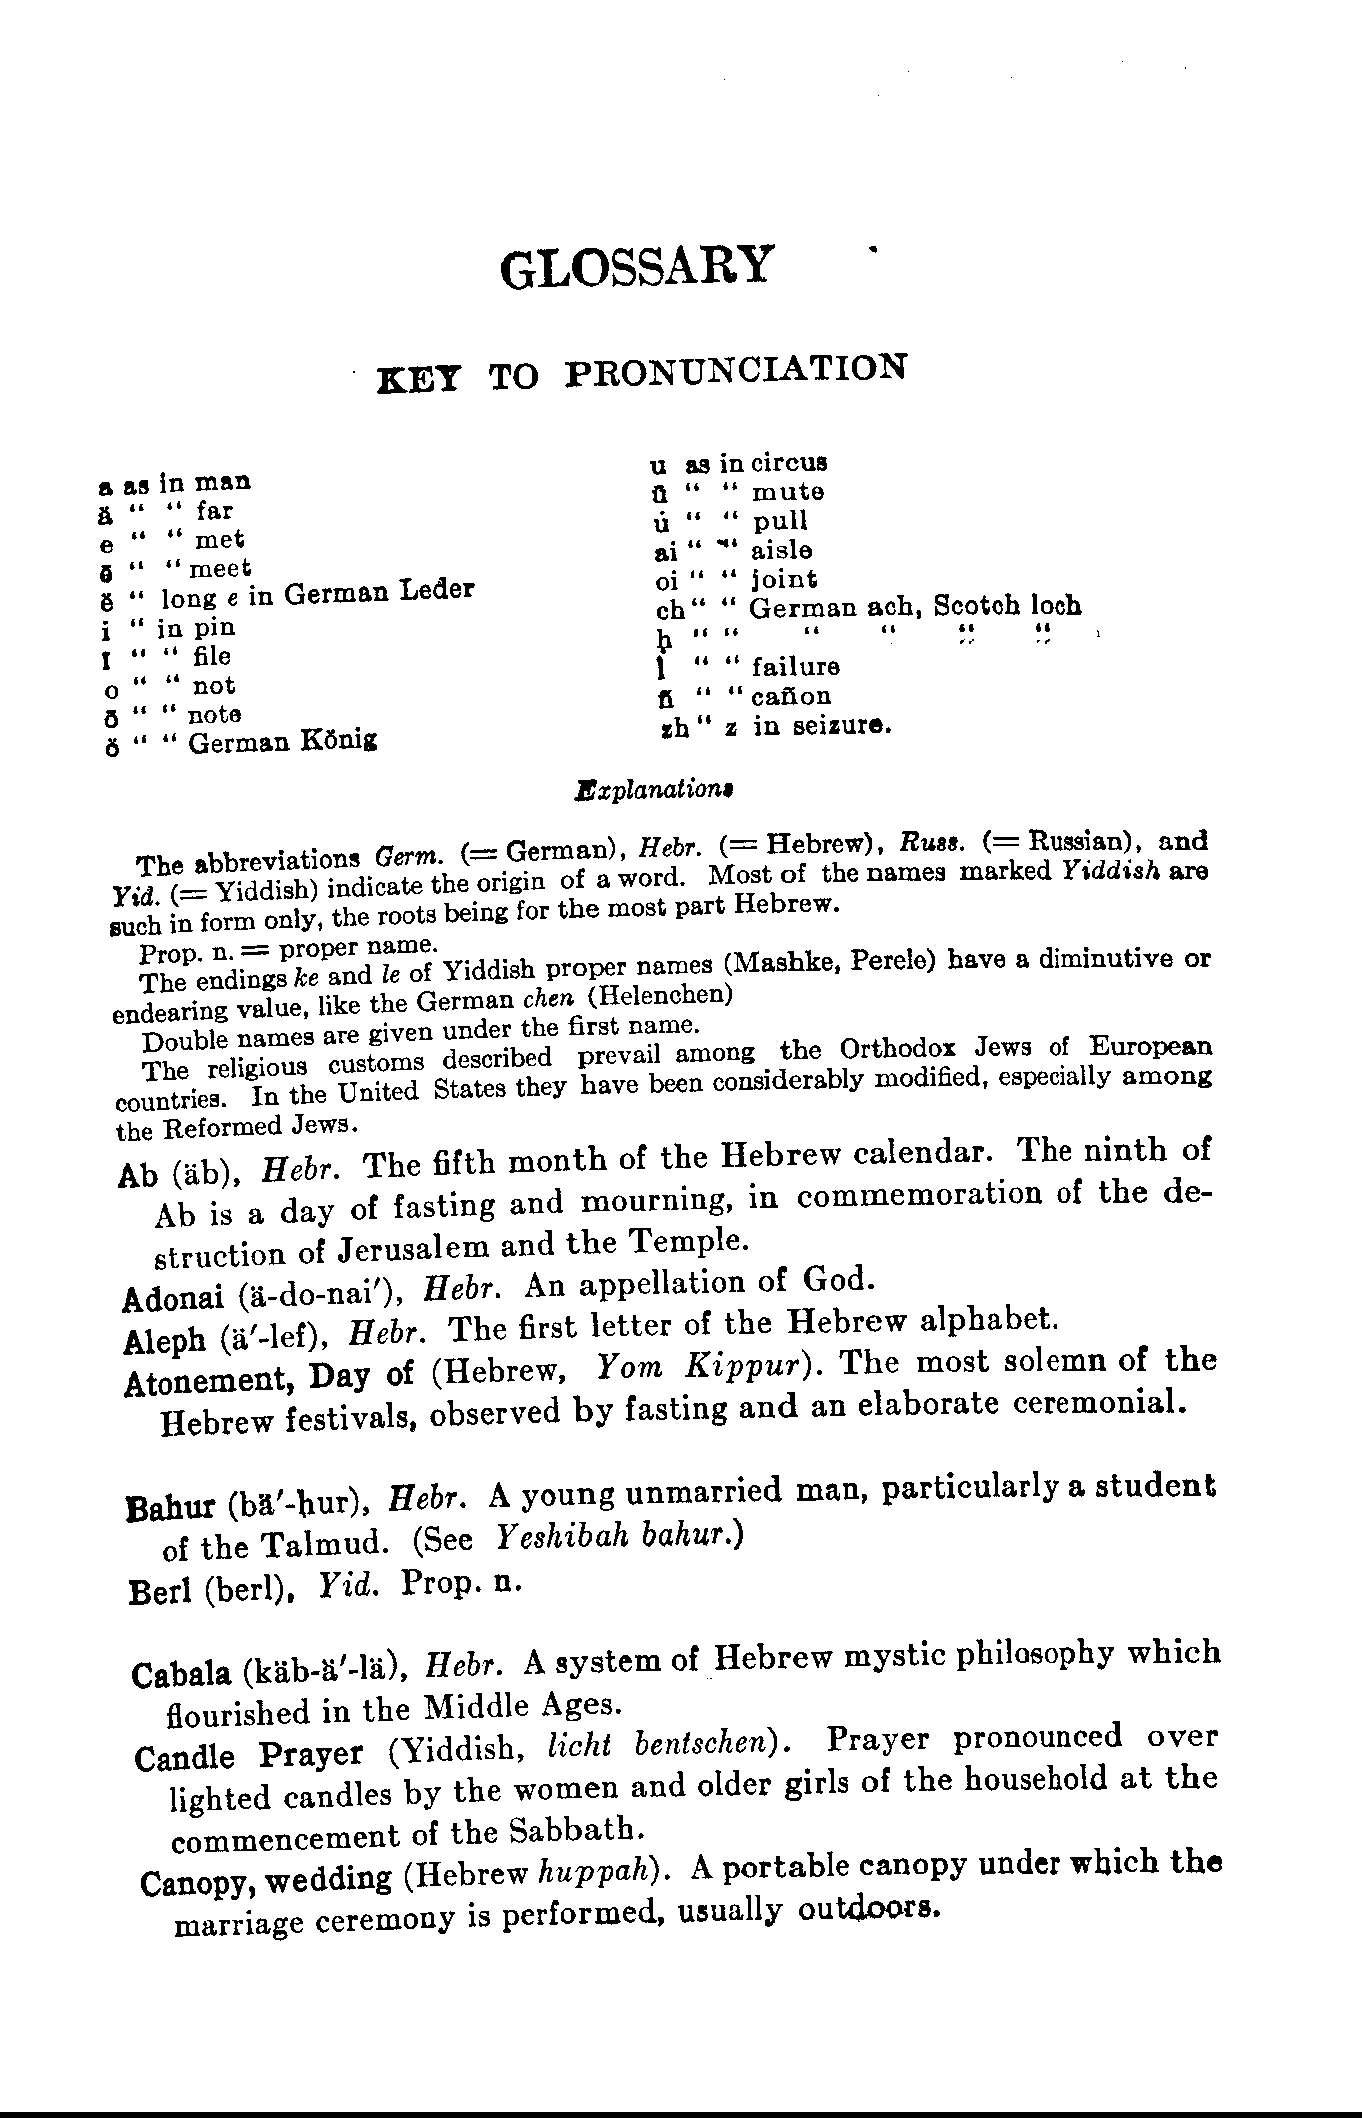 GLOSSARY
KEY TO PRONUNCIATION
a as in man
ä “ “ far
e “ “ met
ē “ “ meet
ë “ long e in German Leder
i “ in pin
ī “ “ file
o “ “ not
ō “ “ note
ö “ “ German König
u as in circus
ū “ “ mute
u̇ “ “ pull
ai “ “ aisle
oi “ “ joint
ch “ “ German ach, Scotch loch
ḥ “ “ “ “ “ “
l̇ “ “ failure
ñ “ “ cañon
zh “ z in seizure.
Explanations
The abbreviations Germ. (= German), Hebr. (= Hebrew), Russ. (= Russian), and
Yid. (= Yiddish) indicate the origin of a word. Most of the names marked Yiddish are
such in form only, the roots being for the most part Hebrew.
Prop. n. = proper name.
The endings ke and le of Yiddish proper names (Mashke, Perele) have a diminutive or
endearing value, like the German chen (Helenchen)
Double names are given under the first name.
The religious customs described prevail among the Orthodox Jews of European
countries. In the United States they have been considerably modified, especially among
the Reformed Jews.
Ab (äb), Hebr. The fifth month of the Hebrew calendar. The ninth of
Ab is a day of fasting and mourning, in commemoration of the de-
struction of Jerusalem and the Temple.
Adonai (ä-do-nai′), Hebr. An appellation of God.
Aleph (ä′-lef), Hebr. The first letter of the Hebrew alphabet.
Atonement, Day of (Hebrew, Yom Kippur). The most solemn of the
Hebrew festivals, observed by fasting and an elaborate ceremonial.
Bahur (bä′-ḥur), Hebr. A young unmarried man, particularly a student
of the Talmud. (See Yeshibah bahur.)
Berl (berl), Yid. Prop. n.
Cabala (käb-ä′-lä), Hebr. A system of Hebrew mystic philosophy which
flourished in the Middle Ages.
Candle Prayer (Yiddish, licht bentschen). Prayer pronounced over
lighted candles by the women and older girls of the household at the
commencement of the Sabbath.
Canopy, wedding (Hebrew huppah). A portable canopy under which the
marriage ceremony is performed, usually outdoors.